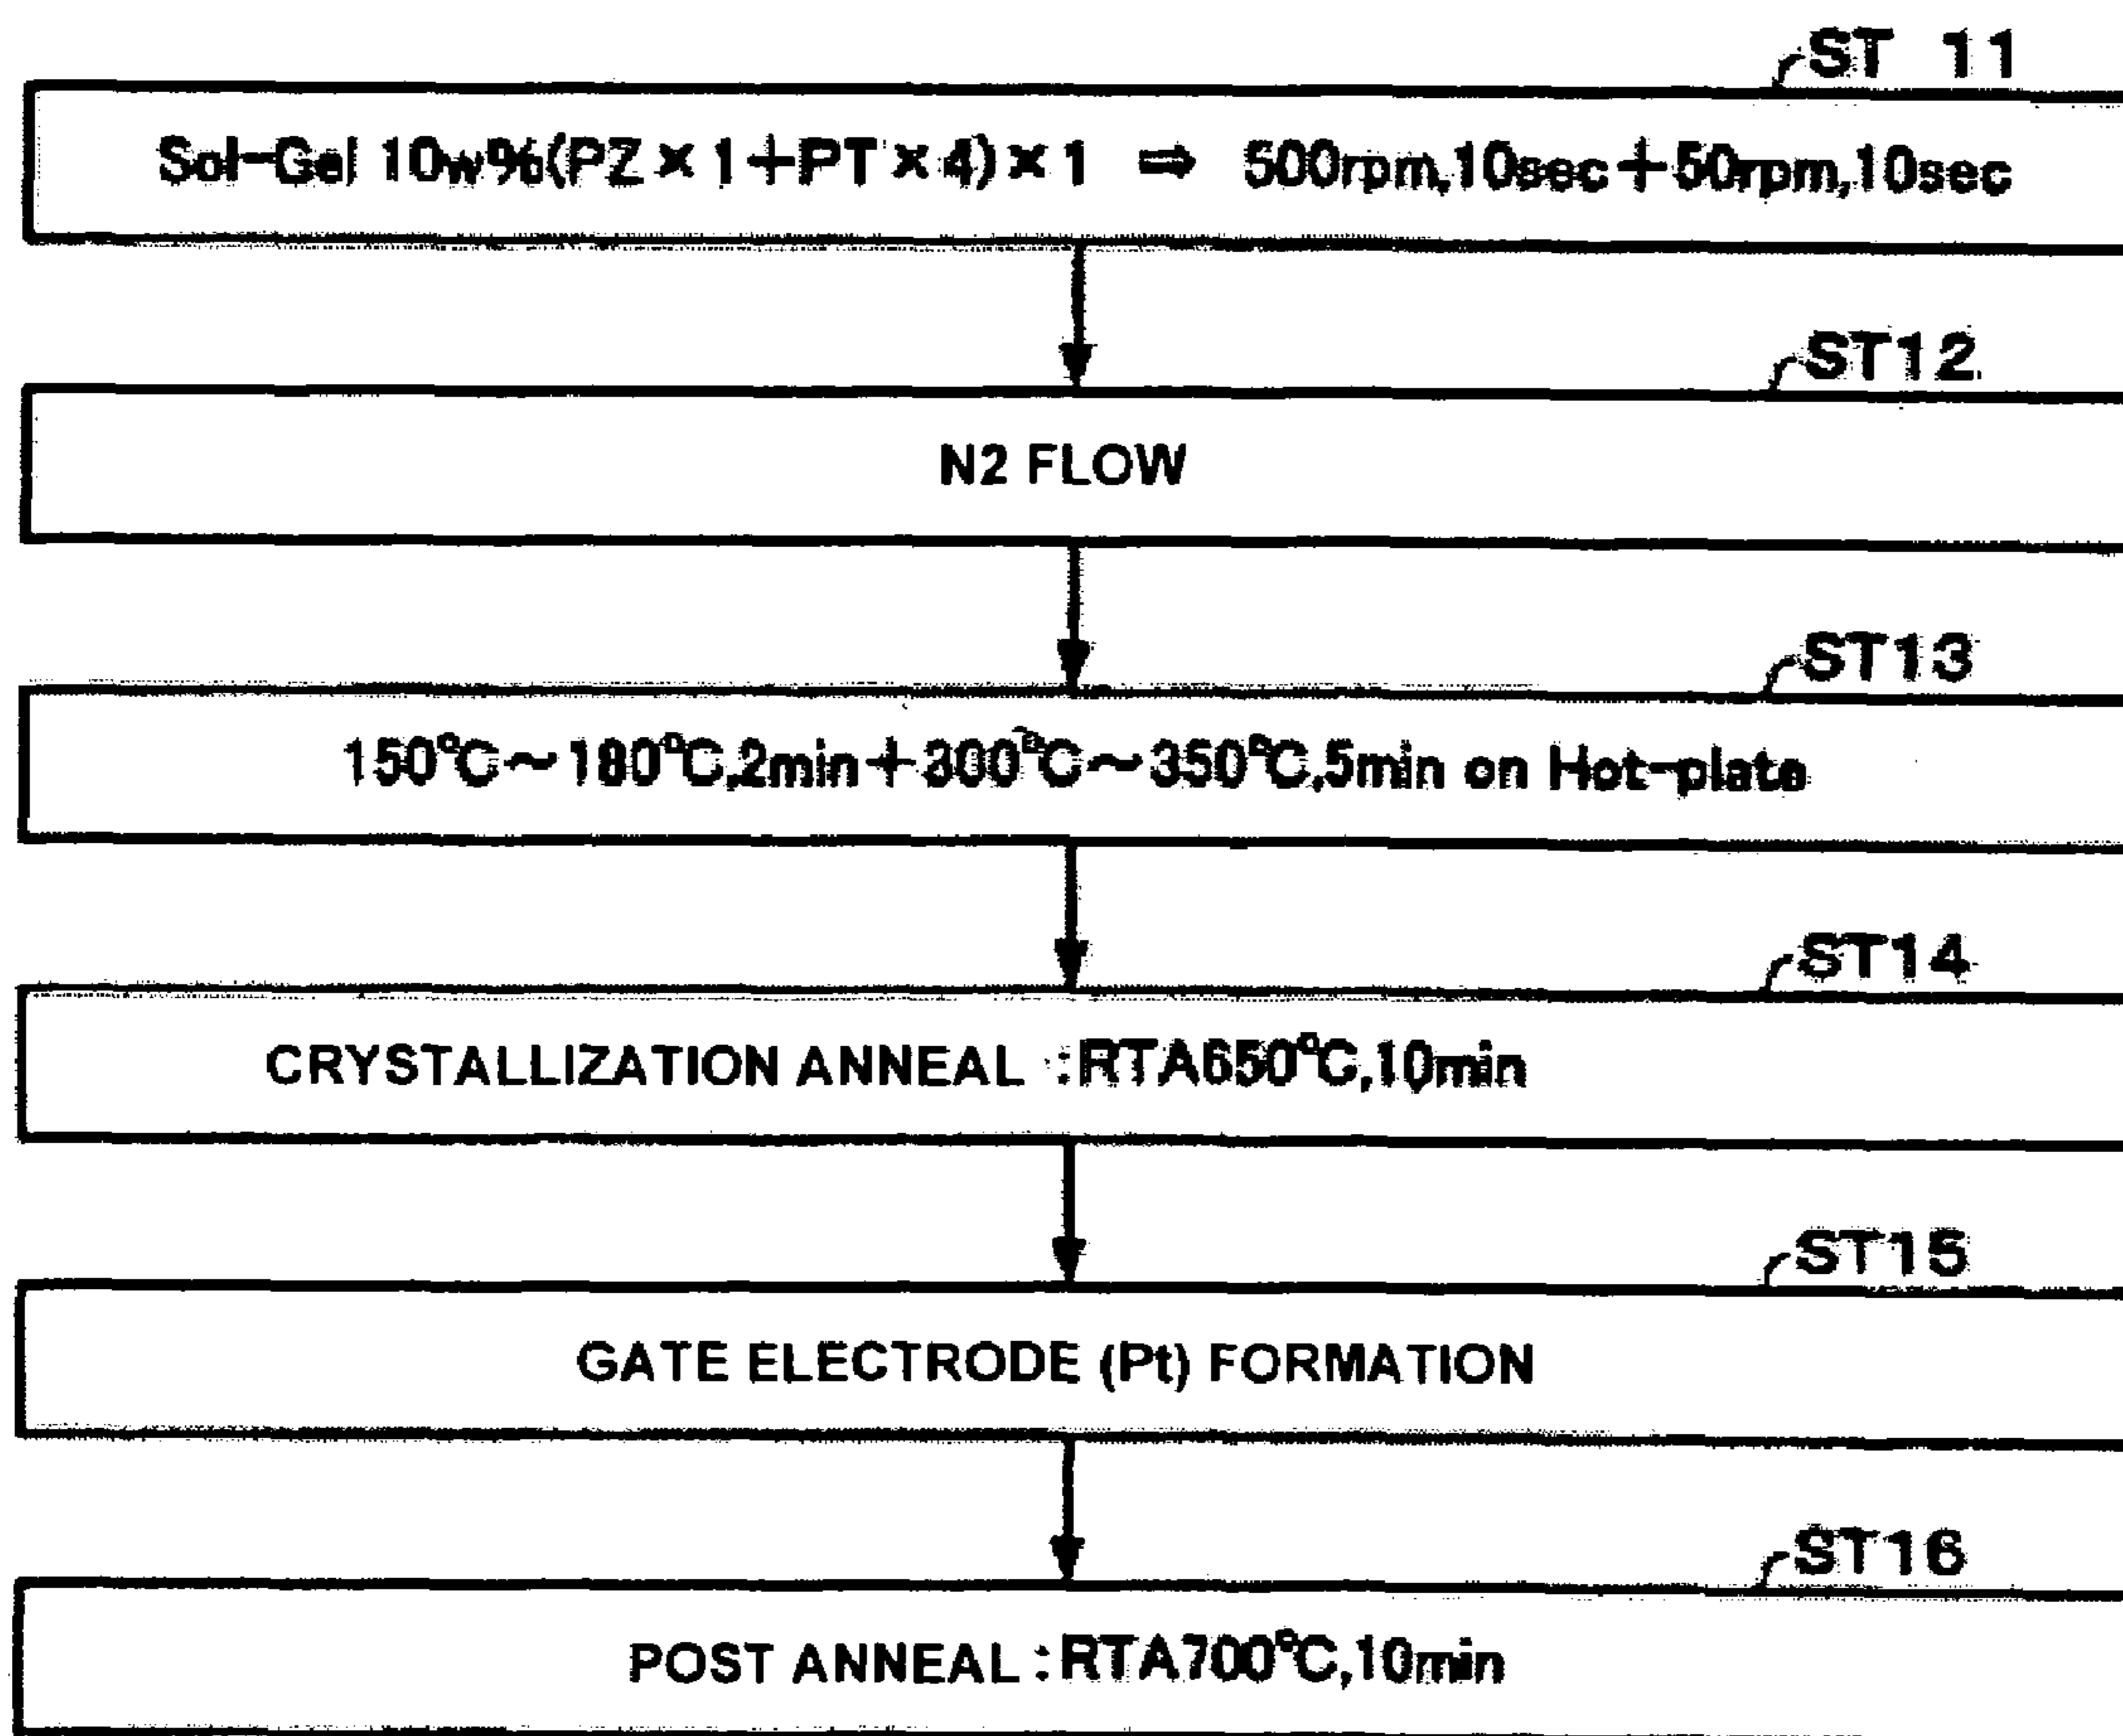 ST 11
Sol-Gel 10w%(PZ×1+PT×4)×1 ⇒ 500rpm,10sec+50rpm,10sec
ST12
N2 FLOW
ST13
150℃~180℃,2min+300℃~350℃,5min on Hot-plate
ST14
CRYSTALLIZATION ANNEAL :RTA650℃,10min
ST15
GATE ELECTRODE (Pt) FORMATION
ST16
POST ANNEAL :RTA700℃,10min